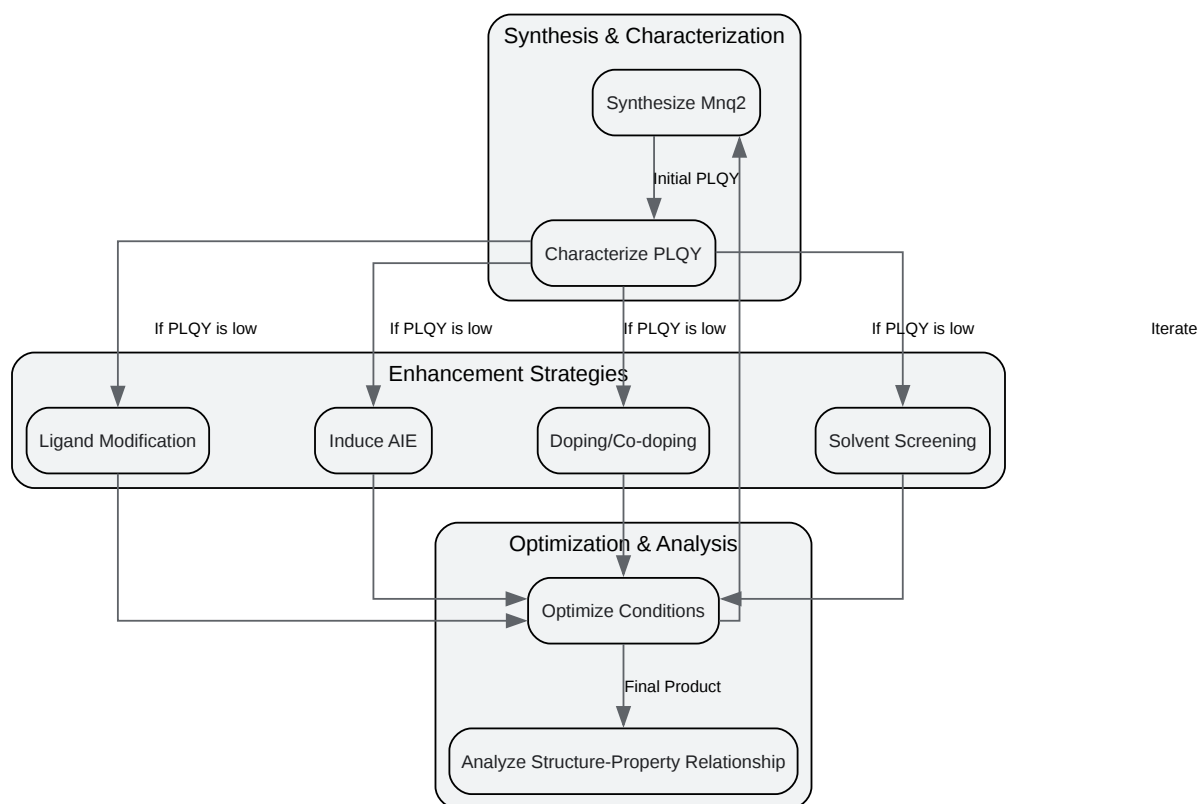 Synthesis & Characterization
Synthesize Mnq2
Initial PLQY
Characterize PLQY
If PLQY is low
If PLQY is low
If PLQY is low
If PLQY is low
Iterate
Enhancement Strategies
Ligand Modification
Induce AIE
Doping/Co-doping
Solvent Screening
Optimization & Analysis
Optimize Conditions
Final Product
Analyze Structure-Property Relationship